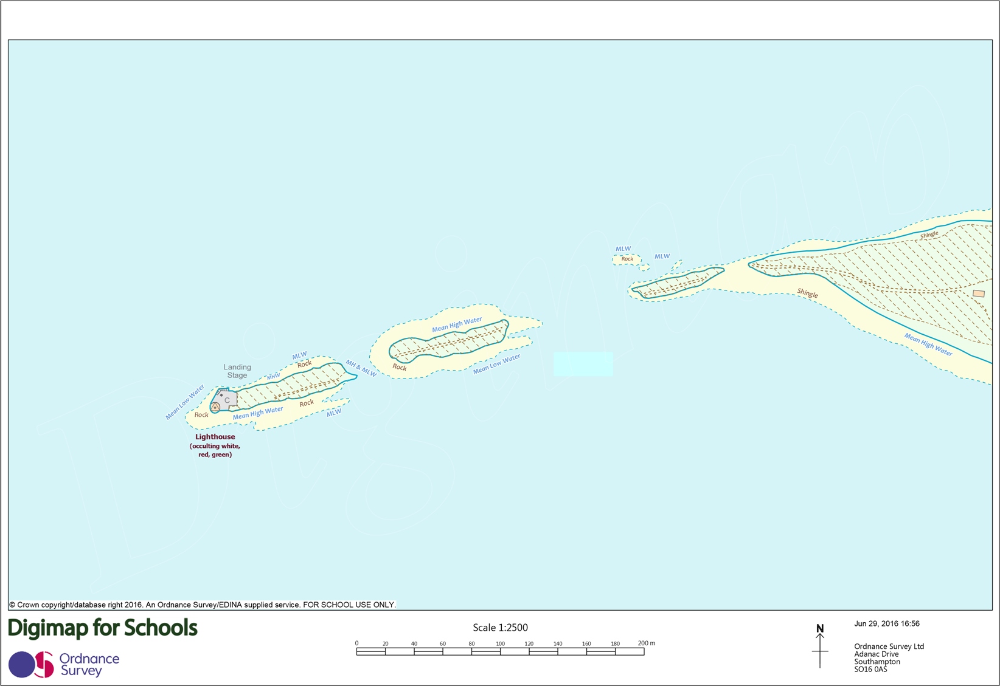 MLW
MLW
Rock
Shingle
Shingle
Mean High Water
Mean High Water
Mean Low Water
Rock
MH & MLW
MLW
Rock
MHW
Landing
Stage
C
Rock
Mean High Water
MLW
Mean Low Water
Rock
Lighthouse
(occulting white,
red, green)
Digimap
© Crown copyright/database right 2016. An Ordnance Survey/EDINA supplied service. FOR SCHOOL USE ONLY.
Digimap for Schools
Ordnance
Survey
Scale 1:2500
0 20 40 60 80 100 120 140 160 180 200 m
N
Jun 29, 2016 16:56
Ordnance Survey Ltd
Adanac Drive
Southampton
SO16 0AS